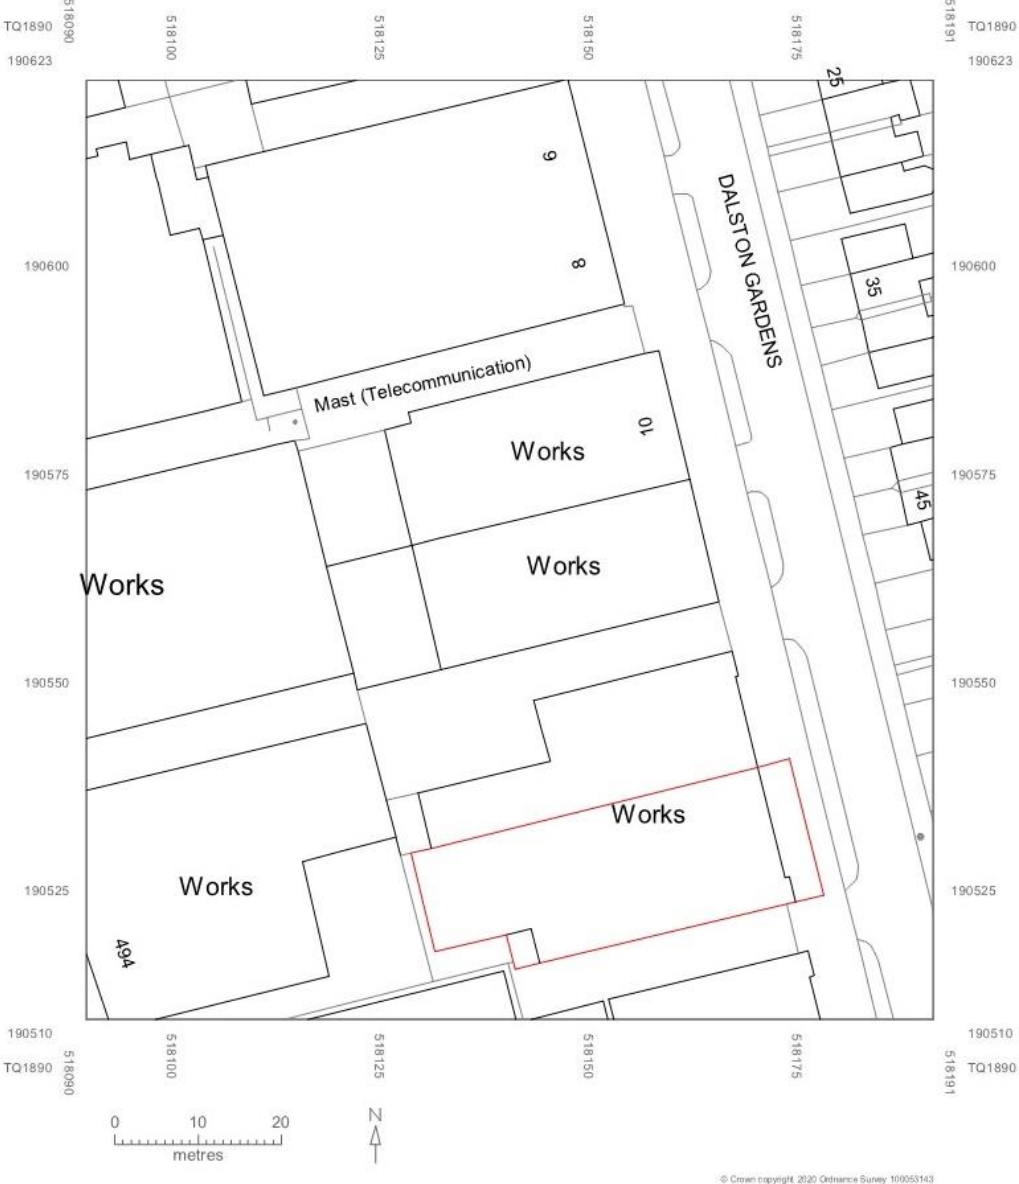 518090
518100
518125
518150
518175
518191
TQ1890
TQ1890
190623
190623
25
9
DALSTON GARDENS
8
190600
190600
35
Mast (Telecommunication)
10
Works
190575
190575
45
Works
Works
190550
190550
Works
Works
190525
190525
494
190510
190510
TQ1890
TQ1890
518090
518100
518125
518150
518175
518191
0 10 20
metres
N
© Crown copyright 2020 Ordnance Survey 100053143